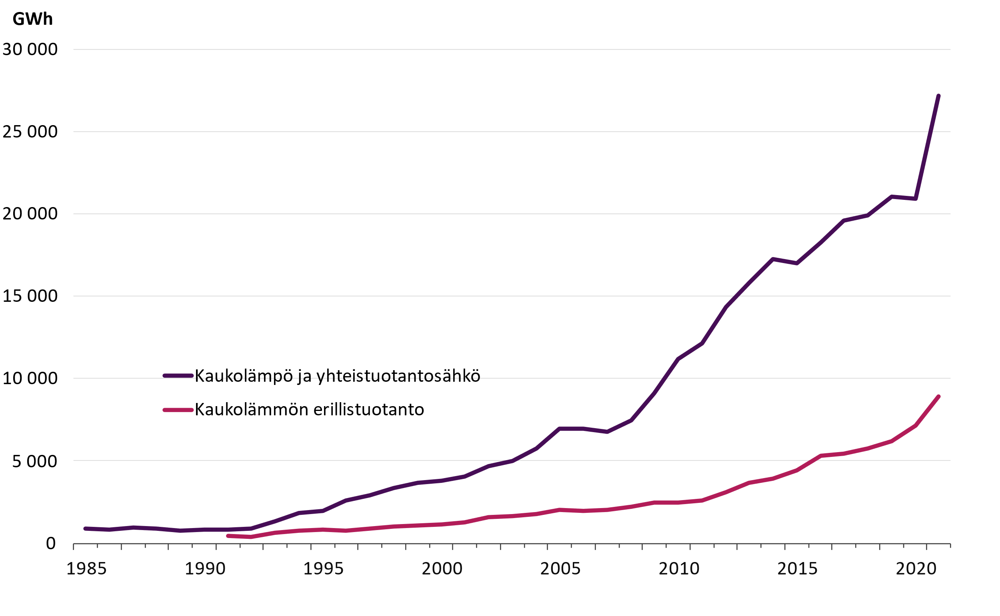 GWh
30 000
25 000
20 000
15 000
10 000
5 000
0
Kaukolämpö ja yhteistuotantosähkö
Kaukolämmön erillistuotanto
1985 1990 1995 2000 2005 2010 2015 2020